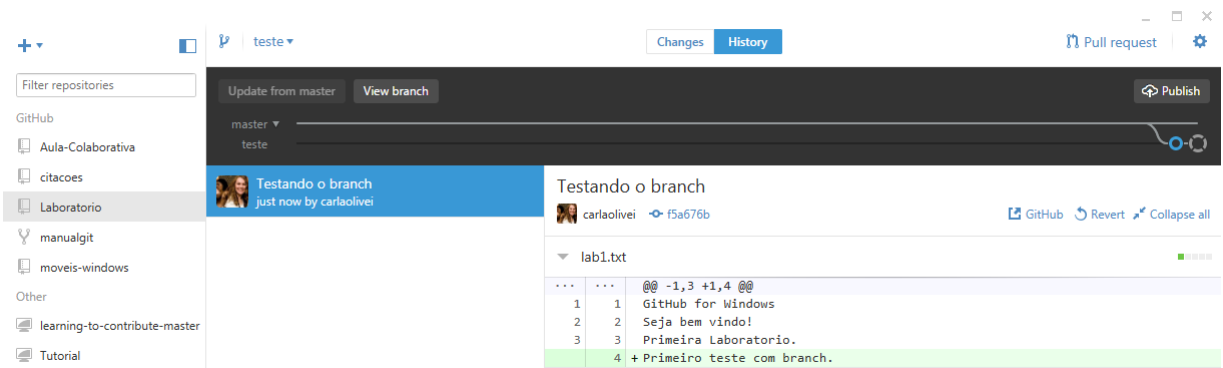 teste
Changes
History
Pull request
Filter repositories
GitHub
Aula-Colaborativa
citacoes
Laboratorio
manualgit
moveis-windows
Other
learning-to-contribute-master
Tutorial
Update from master
View branch
Publish
master
teste
Testando o branch
just now by carlaolivei
Testando o branch
carlaolivei f5a676b
GitHub Revert Collapse all
lab1.txt
... ... @@ -1,3 +1,4 @@
1 1 GitHub for Windows
2 2 Seja bem vindo!
3 3 Primeira Laboratorio.
4 + Primeiro teste com branch.